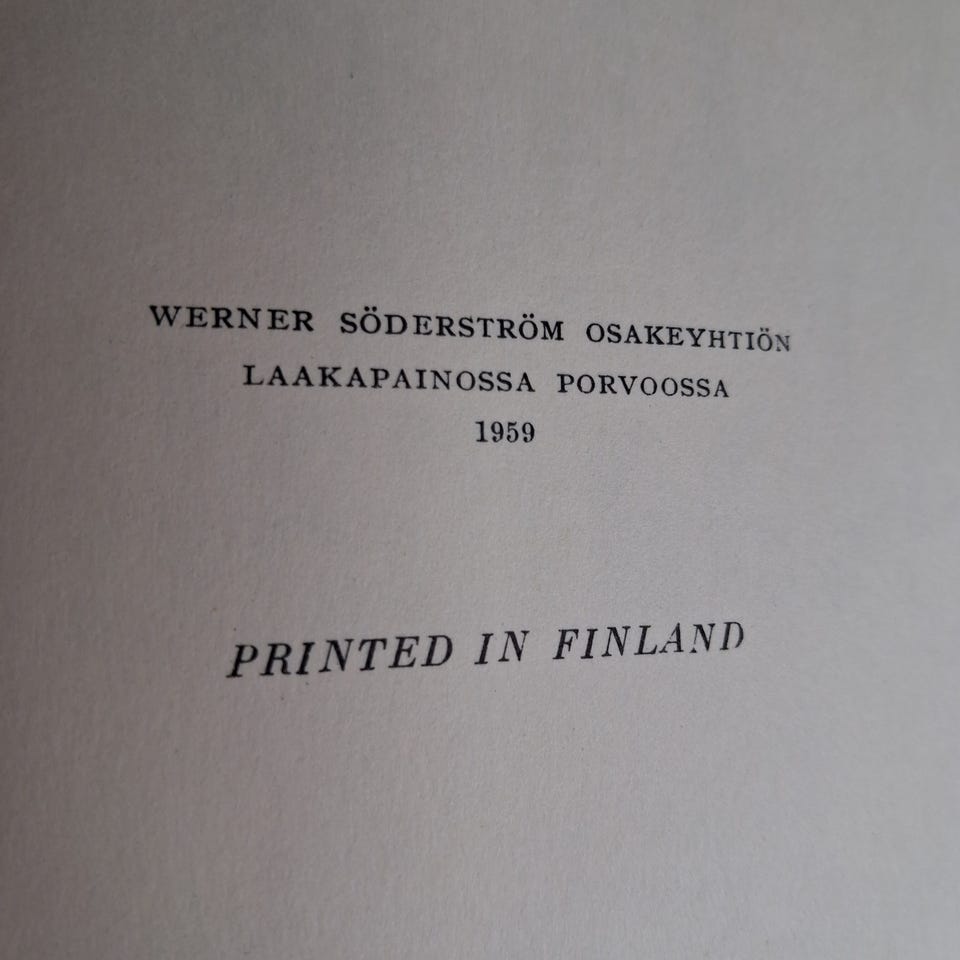 WERNER SÖDERSTRÖM OSAKEYHTIÖN
LAAKAPAINOSSA PORVOOSSA
1959
PRINTED IN FINLAND